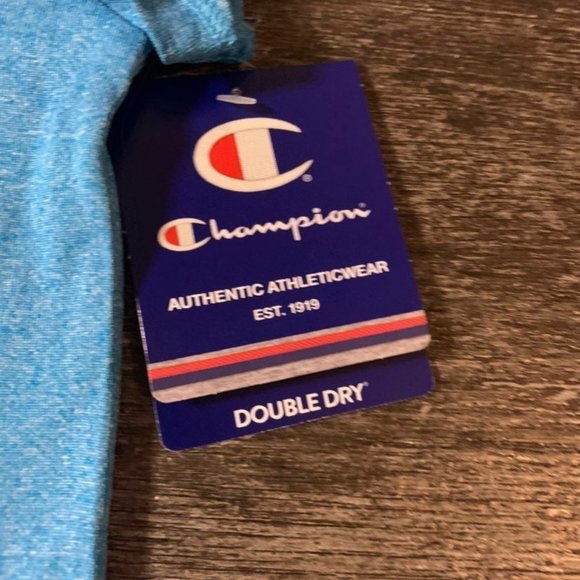 Champion
AUTHENTIC ATHLETICWEAR
EST. 1919
DOUBLE DRY®